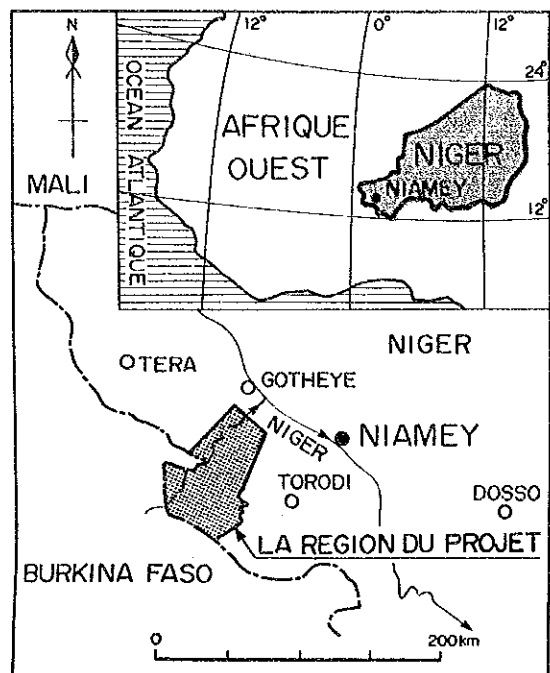 N
12°
0°
12°
24°
OCEAN ATLANTIQUE
AFRIQUE
OUEST
NIGER
NIAMEY
12°
MALI
NIGER
TERA
GOTHEYE
NIGER
NIAMEY
TORODI
DOSSO
LA REGION DU PROJET
BURKINA FASO
0
200km